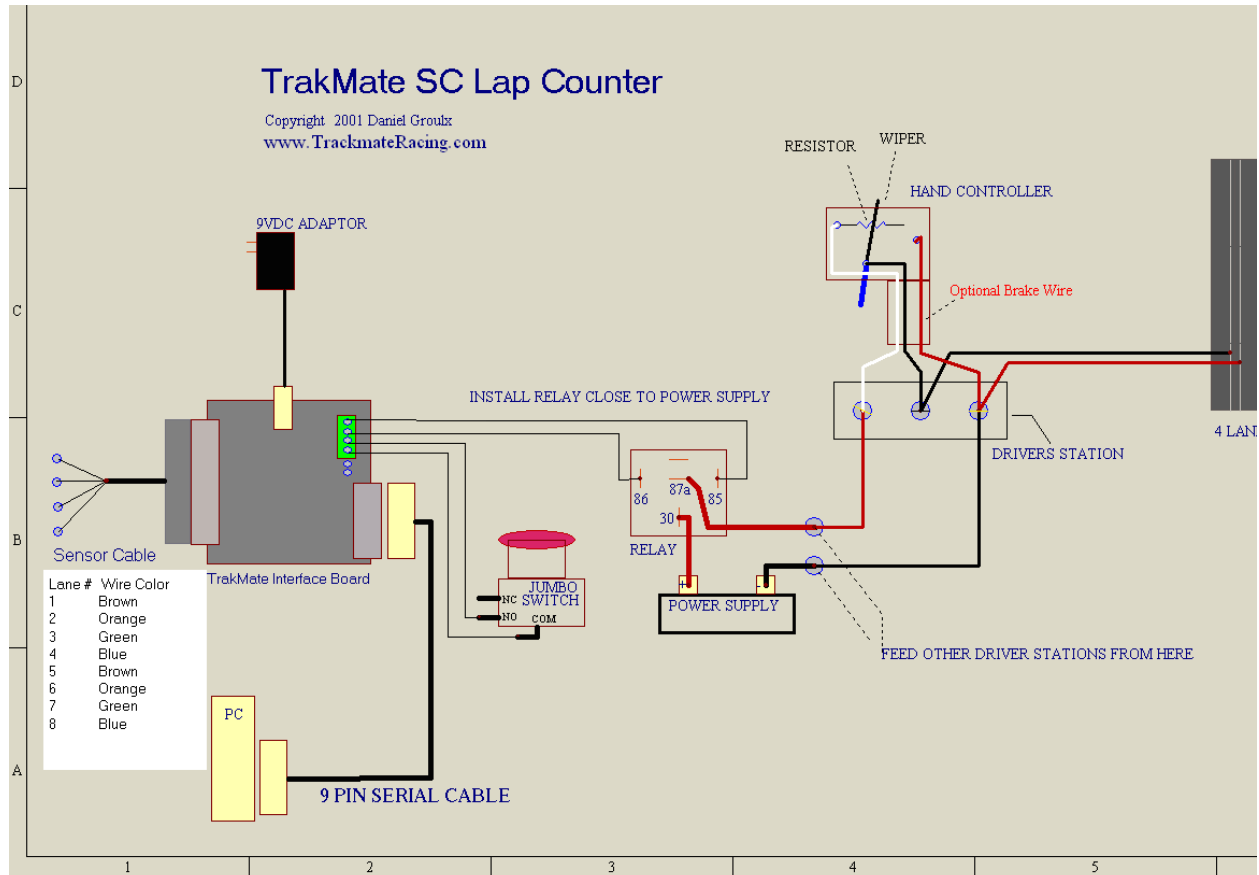 TrakMate SC Lap Counter
Copyright 2001 Daniel Groulx
www.TrackmateRacing.com
D
WIPER
RESISTOR
HAND CONTROLLER
9VDC ADAPTOR
Optional Brake Wire
C
INSTALL RELAY CLOSE TO POWER SUPPLY
4 LAN
DRIVERS STATION
86
87a
85
30
RELAY
B
Sensor Cable
TrakMate Interface Board
JUMBO
SWITCH
NC
NO
COM
+
-
POWER SUPPLY
FEED OTHER DRIVER STATIONS FROM HERE
Lane # Wire Color
1 Brown
2 Orange
3 Green
4 Blue
5 Brown
6 Orange
7 Green
8 Blue
PC
A
9 PIN SERIAL CABLE
1 2 3 4 5